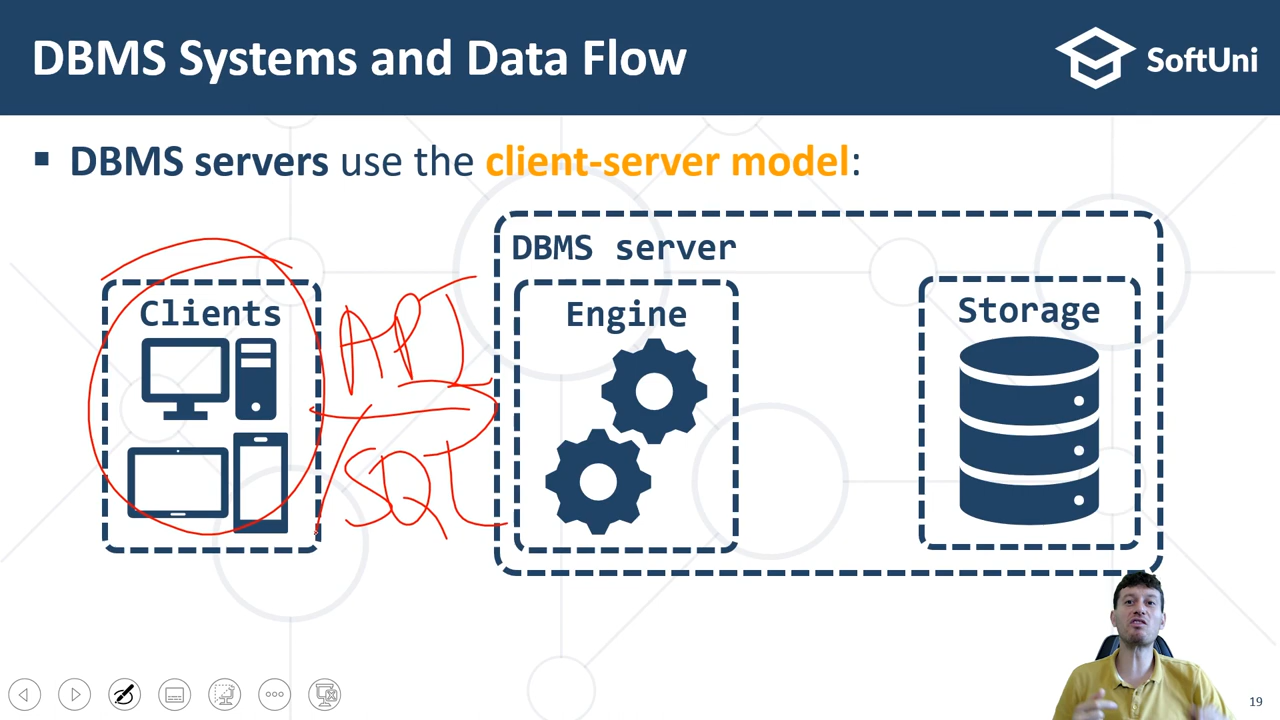 DBMS Systems and Data Flow
SoftUni
▪ DBMS servers use the client-server model:
DBMS server
Clients
Engine
Storage
API
SQL
19